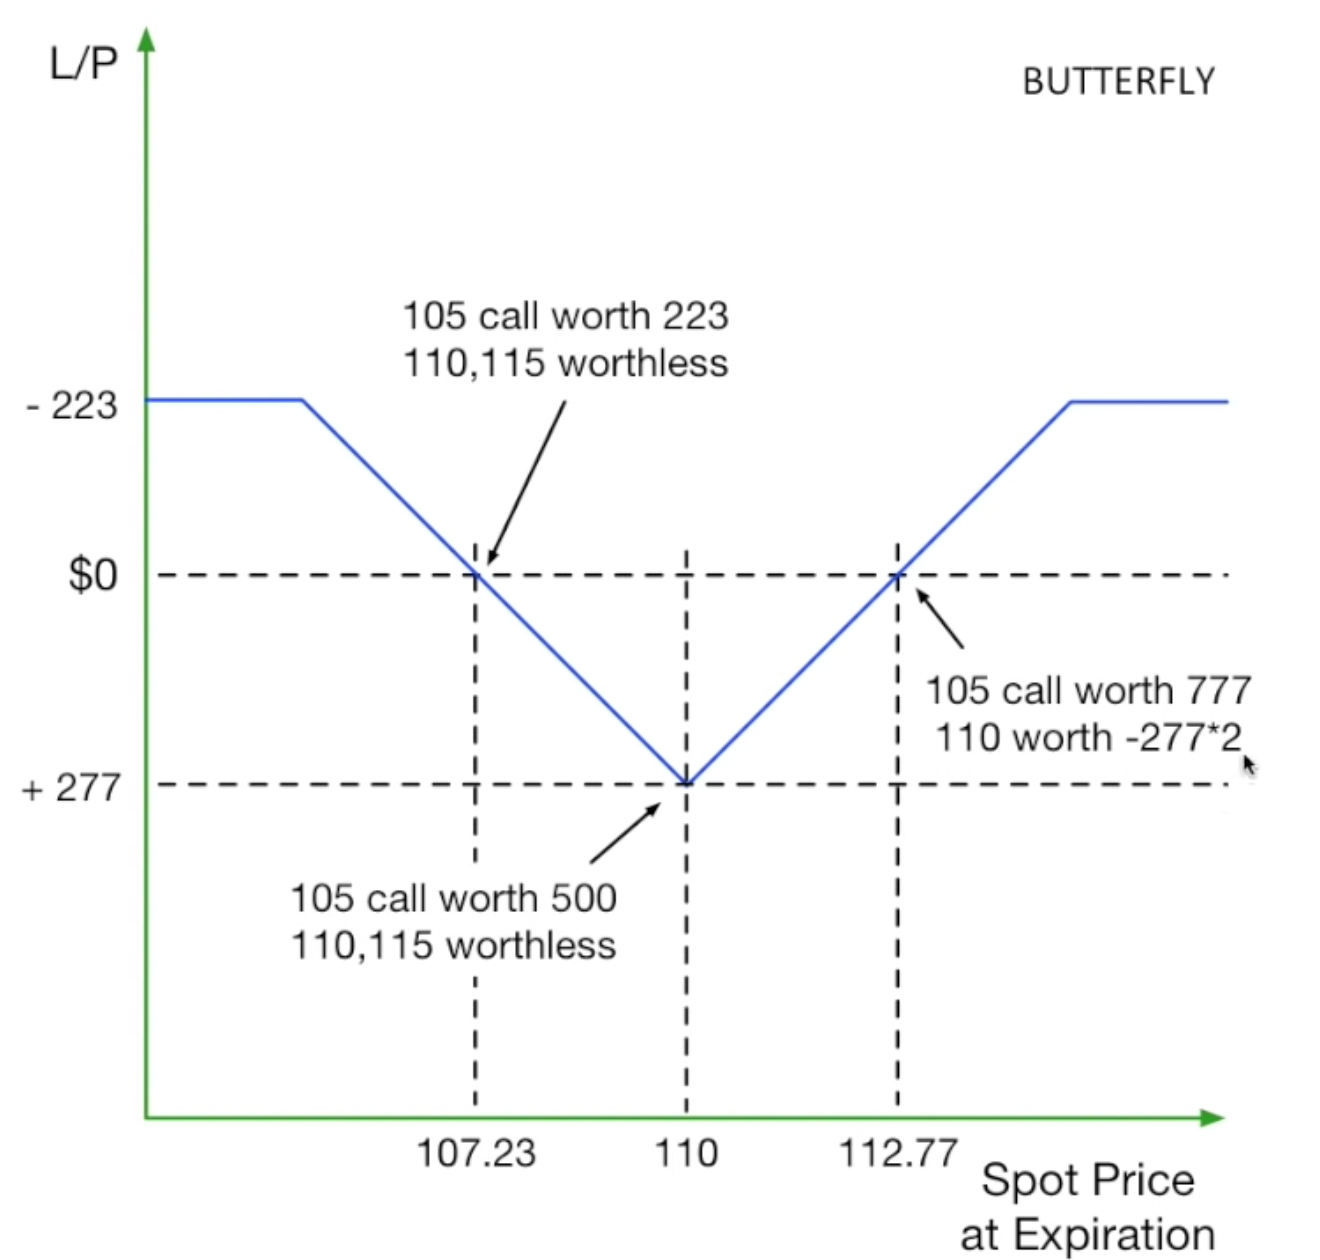 L/P
BUTTERFLY
105 call worth 223
110,115 worthless
- 223
$0
105 call worth 777
110 worth -277*2
+ 277
105 call worth 500
110,115 worthless
107.23
110
112.77
Spot Price
at Expiration